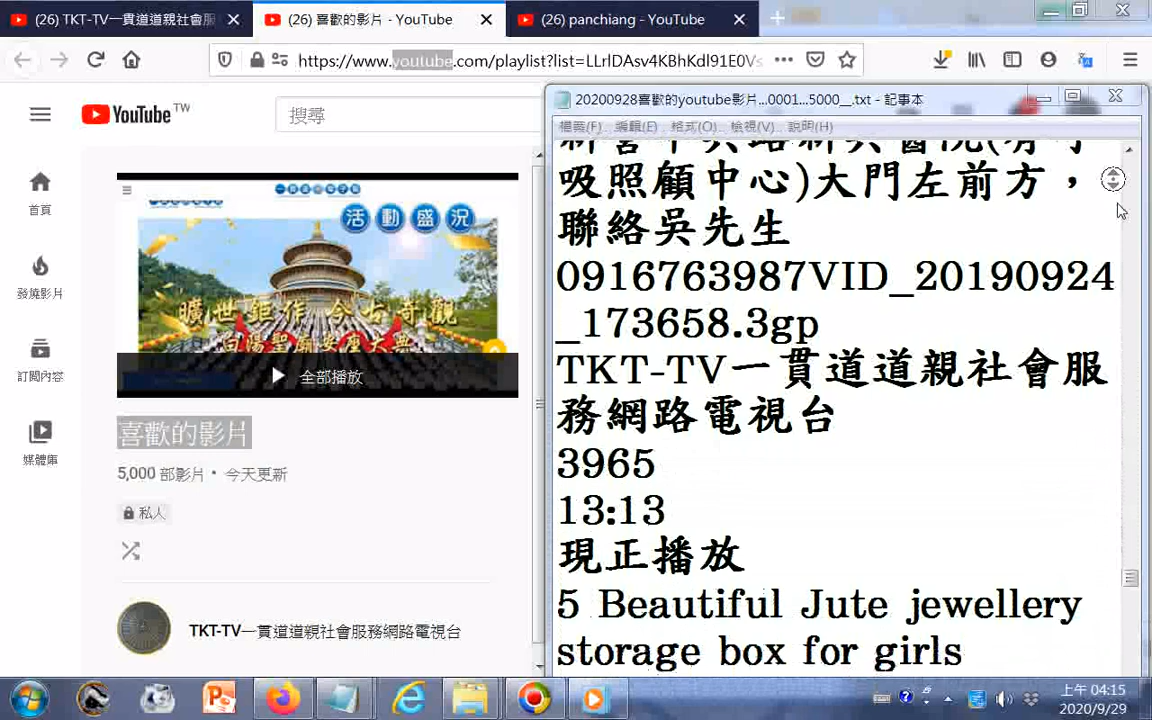 (26) TKT-TV一貫道道親社會服
(26) 喜歡的影片 - YouTube
(26) panchiang - YouTube
https://www.youtube.com/playlist?list=LLrlDAsv4KBhKdl91E0Vs
YouTube TW
搜尋
首頁
發燒影片
訂閱內容
媒體庫
活動盛況
曠世鉅作 今古奇觀
全部播放
喜歡的影片
5,000 部影片 • 今天更新
私人
TKT-TV一貫道道親社會服務網路電視台
20200928喜歡的youtube影片...0001...5000__.txt - 記事本
檔案(F) 編輯(E) 格式(O) 檢視(V) 說明(H)
吸照顧中心)大門左前方，
聯絡吳先生
0916763987VID_20190924
_173658.3gp
TKT-TV一貫道道親社會服
務網路電視台
3965
13:13
現正播放
5 Beautiful Jute jewellery
storage box for girls
上午 04:15
2020/9/29